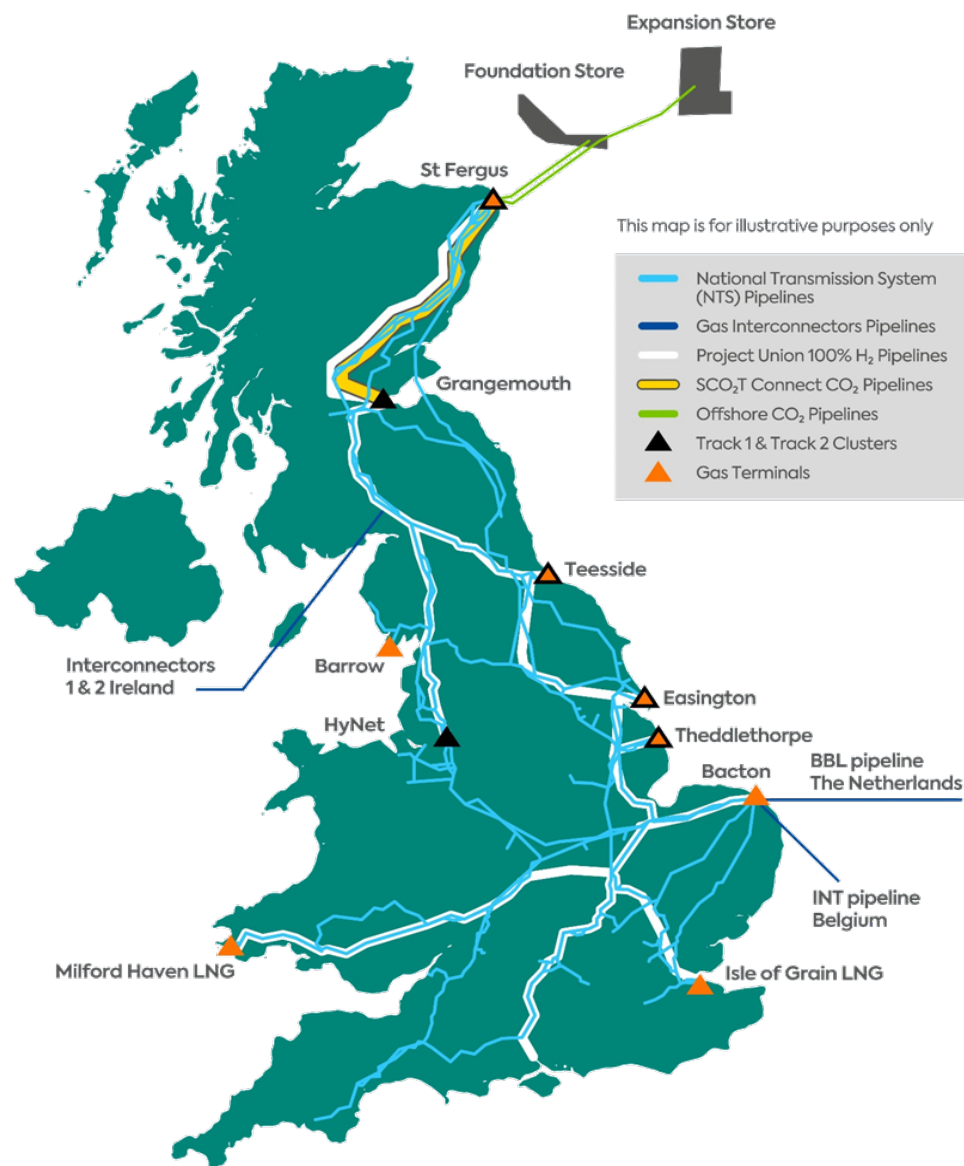 Expansion Store
Foundation Store
St Fergus
This map is for illustrative purposes only
National Transmission System
(NTS) Pipelines
Gas Interconnectors Pipelines
Project Union 100% H₂ Pipelines
SCO₂T Connect CO₂ Pipelines
Offshore CO₂ Pipelines
Track 1 & Track 2 Clusters
Gas Terminals
Grangemouth
Teesside
Interconnectors
1 & 2 Ireland
Barrow
Easington
HyNet
Theddlethorpe
Bacton
BBL pipeline
The Netherlands
INT pipeline
Belgium
Milford Haven LNG
Isle of Grain LNG